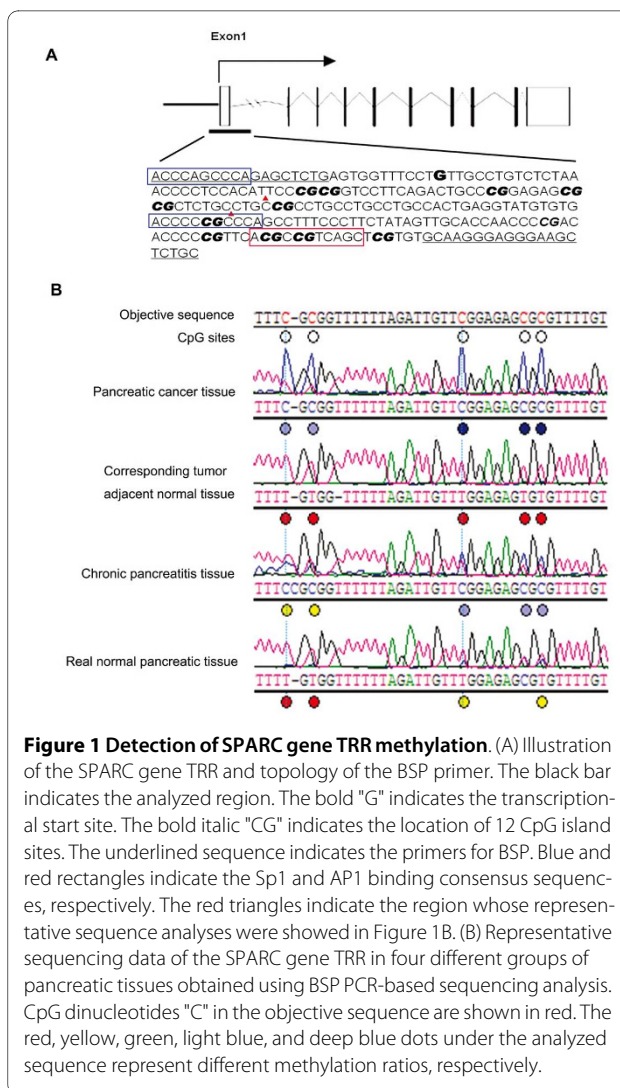 A
Exon1
ACCCAGCCCAGAGCTCTGAGTGGTTTCCTGTTGCCTGTCTCTAA
ACCCCTCCACATTCCCGCGGTCCTTCAGACTGCCCGGAGAGCG
CGCTCTGCCTGCCGCCTGCCTGCCTGCCACTGAGGTATGTGTG
ACCCCCGCCCAGCCTTTCCCTTCTATAGTTGCACCAACCCCGAC
ACCCCCGTTCACGCCGTCAGCTCGTGTGCAAGGGAGGGAAGC
TCTGC
B
Objective sequence TTTC-GCGGTTTTTTAGATTGTTCGGAGAGCGCGTTTTGT
CpG sites
Pancreatic cancer tissue
TTTC-GCGGTTTTTTAGATTGTTCGGAGAGCGCGTTTTGT
Corresponding tumor
adjacent normal tissue
TTTT-GTGG-TTTTTAGATTGTTTGGAGAGTGTGTTTTGT
Chronic pancreatitis tissue
TTTCCGCGGTTTTTTAGATTGTTCGGAGAGCGCGTTTTGT
Real normal pancreatic tissue
TTTT-GTGGTTTTTTAGATTGTTTGGAGAGCGTGTTTTGT
Figure 1 Detection of SPARC gene TRR methylation. (A) Illustration
of the SPARC gene TRR and topology of the BSP primer. The black bar
indicates the analyzed region. The bold "G" indicates the transcription-
al start site. The bold italic "CG" indicates the location of 12 CpG island
sites. The underlined sequence indicates the primers for BSP. Blue and
red rectangles indicate the Sp1 and AP1 binding consensus sequenc-
es, respectively. The red triangles indicate the region whose represen-
tative sequence analyses were showed in Figure 1B. (B) Representative
sequencing data of the SPARC gene TRR in four different groups of
pancreatic tissues obtained using BSP PCR-based sequencing analysis.
CpG dinucleotides "C" in the objective sequence are shown in red. The
red, yellow, green, light blue, and deep blue dots under the analyzed
sequence represent different methylation ratios, respectively.